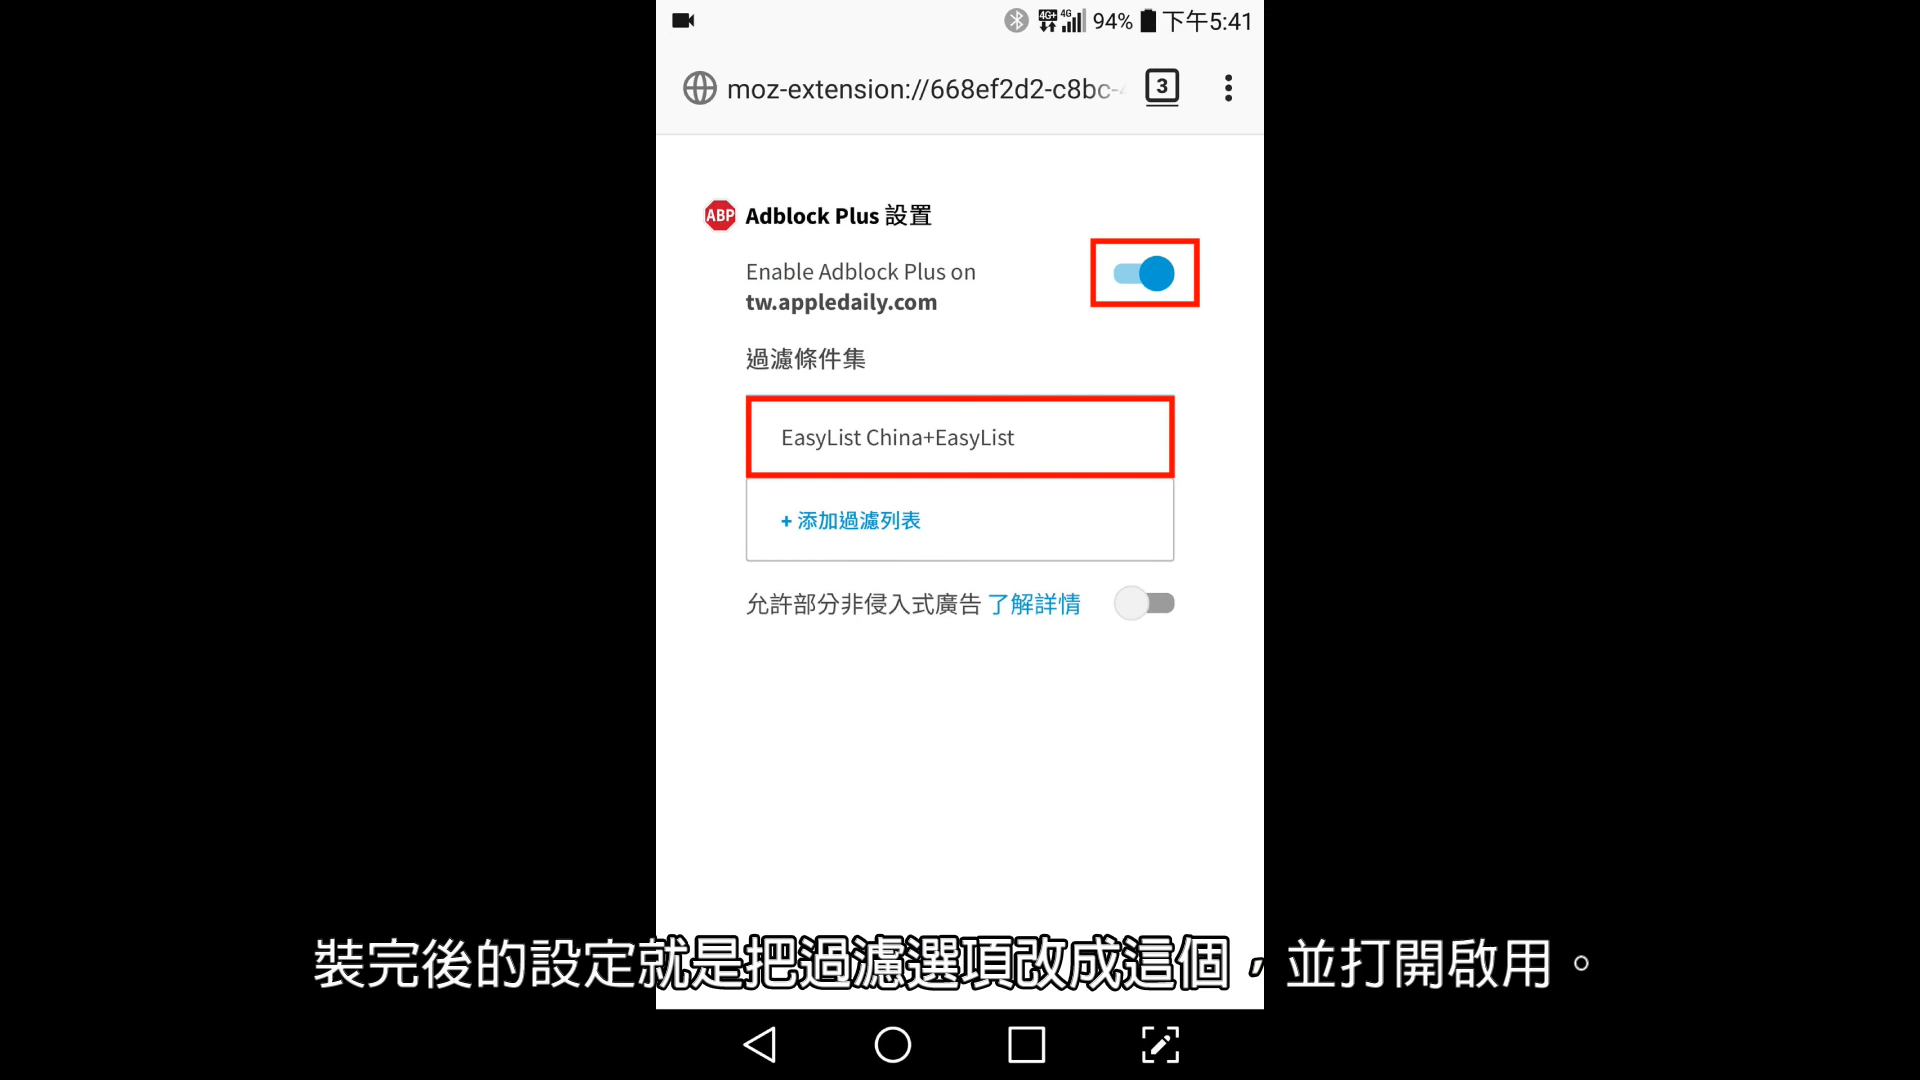 4G+ 4G 94% 下午5:41
moz-extension://668ef2d2-c8bc- 3
ABP Adblock Plus 設置
Enable Adblock Plus on
tw.appledaily.com
過濾條件集
EasyList China+EasyList
+ 添加過濾列表
允許部分非侵入式廣告 了解詳情
裝完後的設定就是把過濾選項改成這個，並打開啟用。